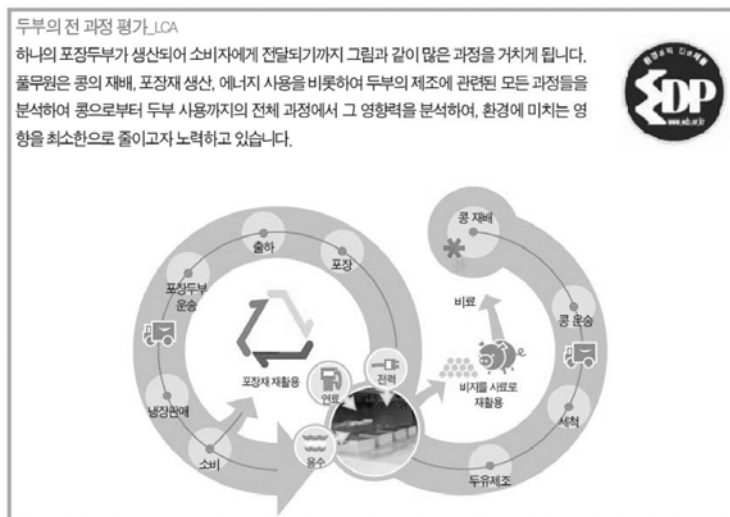 두부의 전 과정 평가_LCA
하나의 포장두부가 생산되어 소비자에게 전달되기까지 그림과 같이 많은 과정을 거치게 됩니다.
풀무원은 콩의 재배, 포장재 생산, 에너지 사용을 비롯하여 두부의 제조에 관련된 모든 과정들을
분석하여 콩으로부터 두부 사용까지의 전체 과정에서 그 영향력을 분석하여, 환경에 미치는 영
향을 최소한으로 줄이고자 노력하고 있습니다.
EDP
콩 재배
출하
포장
포장두부
운송
비료
콩 운송
포장재 재활용
연료
전력
비지를 사료로
재활용
냉장판매
세척
소비
용수
두유제조